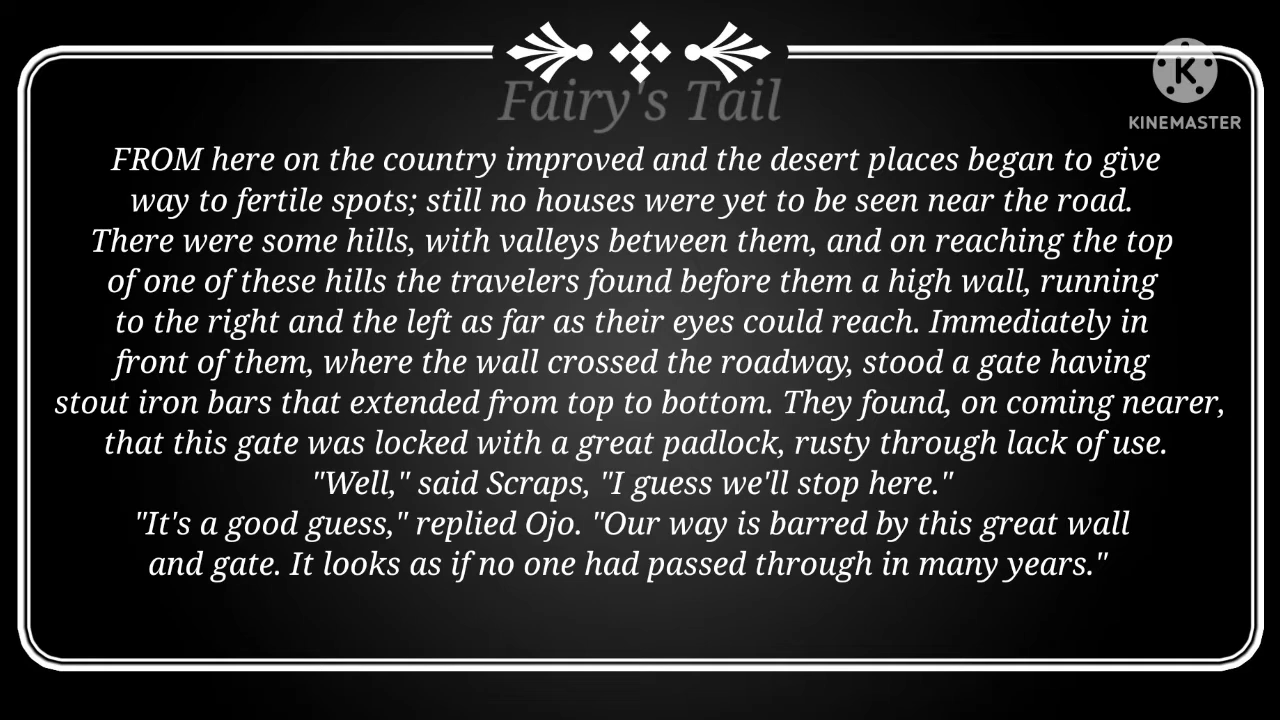 Fairy's Tail
K
KINEMASTER
FROM here on the country improved and the desert places began to give
way to fertile spots; still no houses were yet to be seen near the road.
There were some hills, with valleys between them, and on reaching the top
of one of these hills the travelers found before them a high wall, running
to the right and the left as far as their eyes could reach. Immediately in
front of them, where the wall crossed the roadway, stood a gate having
stout iron bars that extended from top to bottom. They found, on coming nearer,
that this gate was locked with a great padlock, rusty through lack of use.
"Well," said Scraps, "I guess we'll stop here."
"It's a good guess," replied Ojo. "Our way is barred by this great wall
and gate. It looks as if no one had passed through in many years."